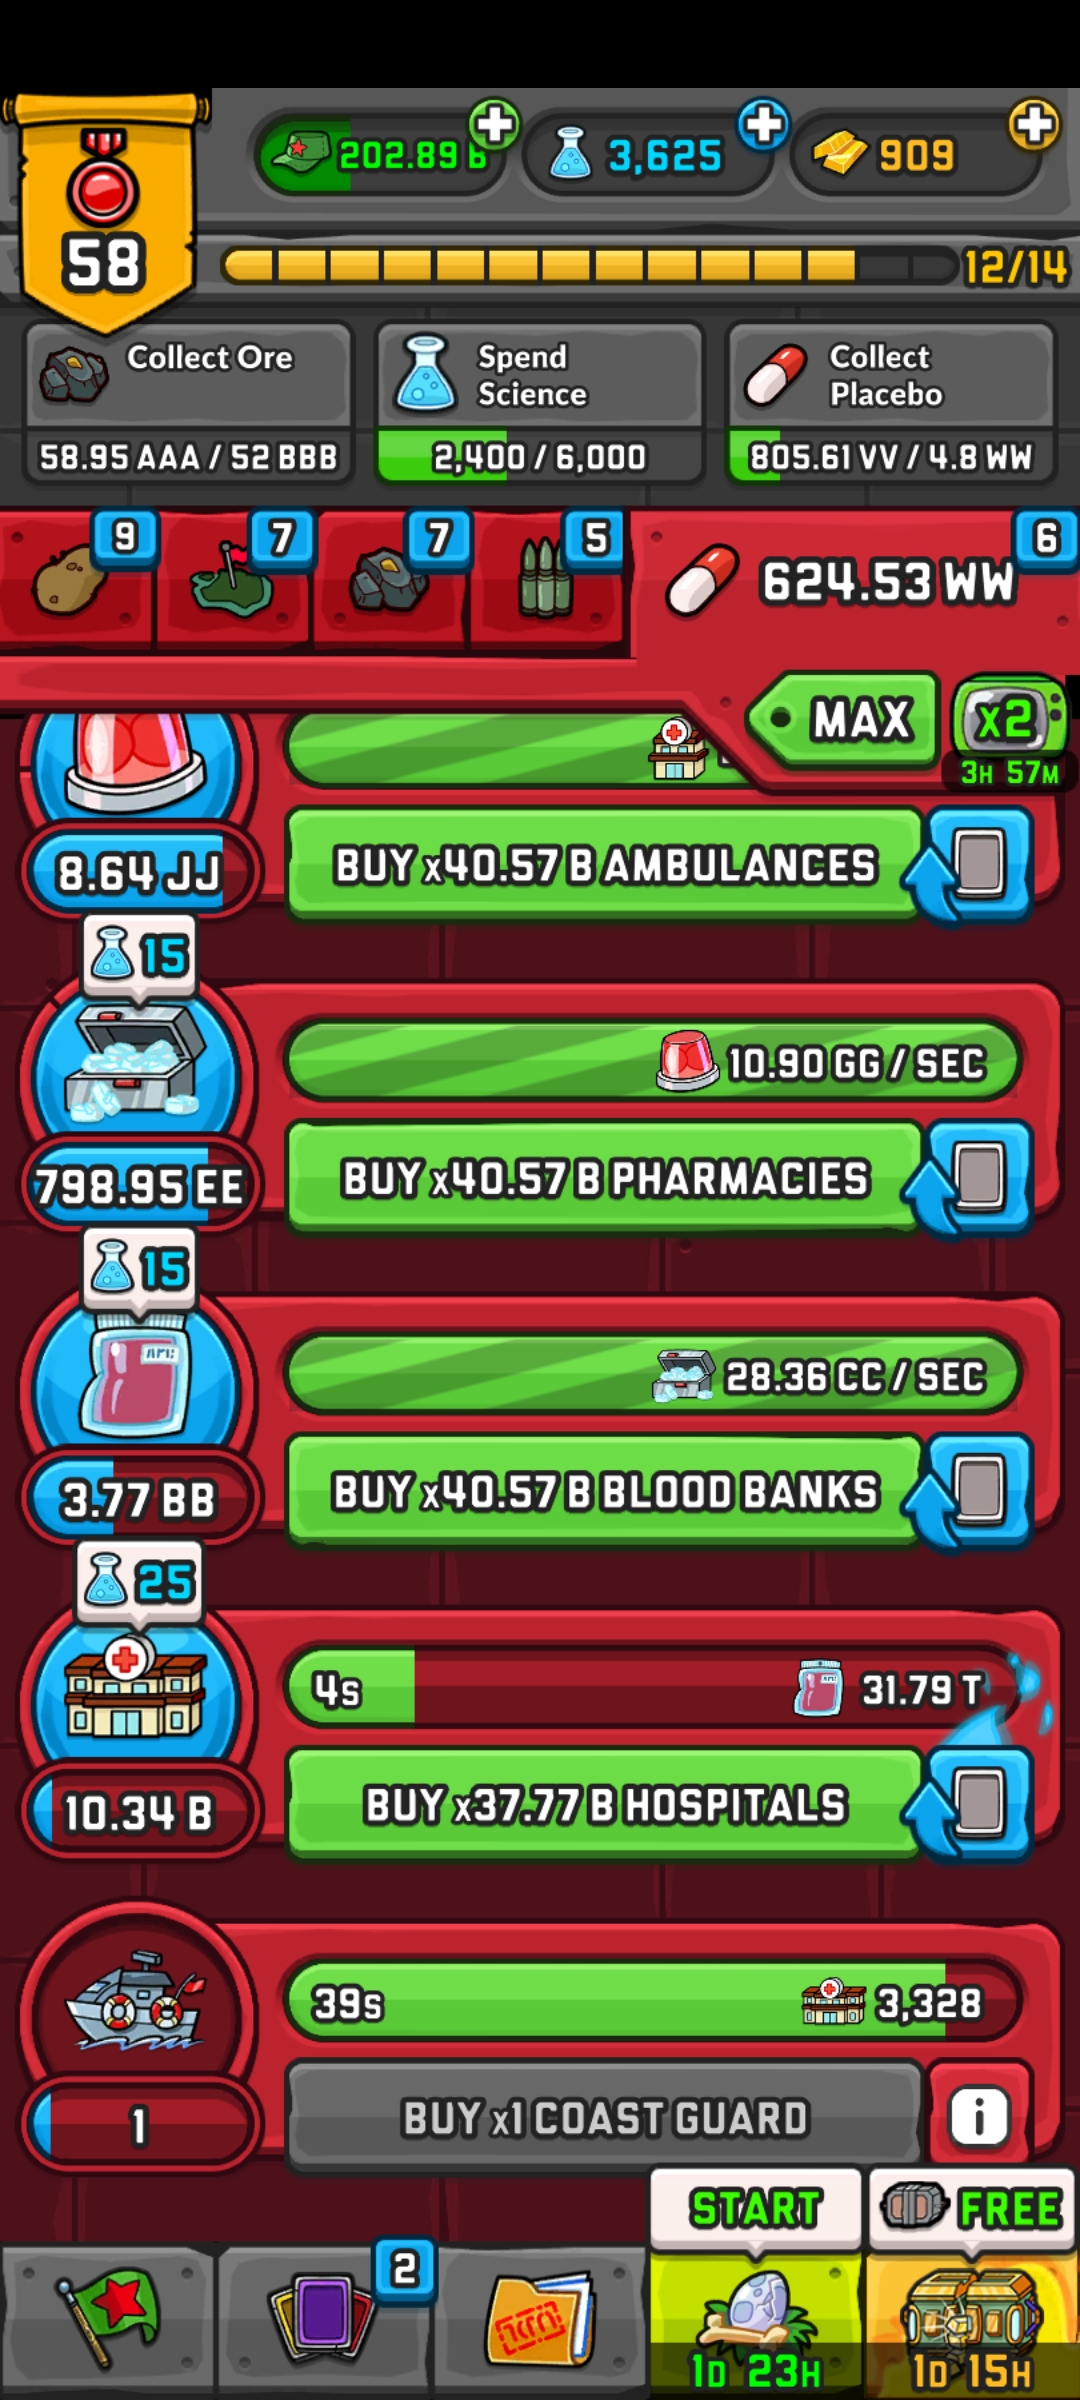 58
202.89 B
3,625
909
12/14
Collect Ore
58.95 AAA / 52 BBB
Spend
Science
2,400 / 6,000
Collect
Placebo
805.61 VV / 4.8 WW
9
7
7
5
6
624.53 WW
MAX
x2
3H 57M
8.64 JJ
BUY x40.57 B AMBULANCES
15
10.90 GG / SEC
798.95 EE
BUY x40.57 B PHARMACIES
15
28.36 CC / SEC
3.77 BB
BUY x40.57 B BLOOD BANKS
25
4s
31.79 T
10.34 B
BUY x37.77 B HOSPITALS
39s
3,328
1
BUY x1 COAST GUARD
i
START
FREE
2
1D 23H
1D 15H